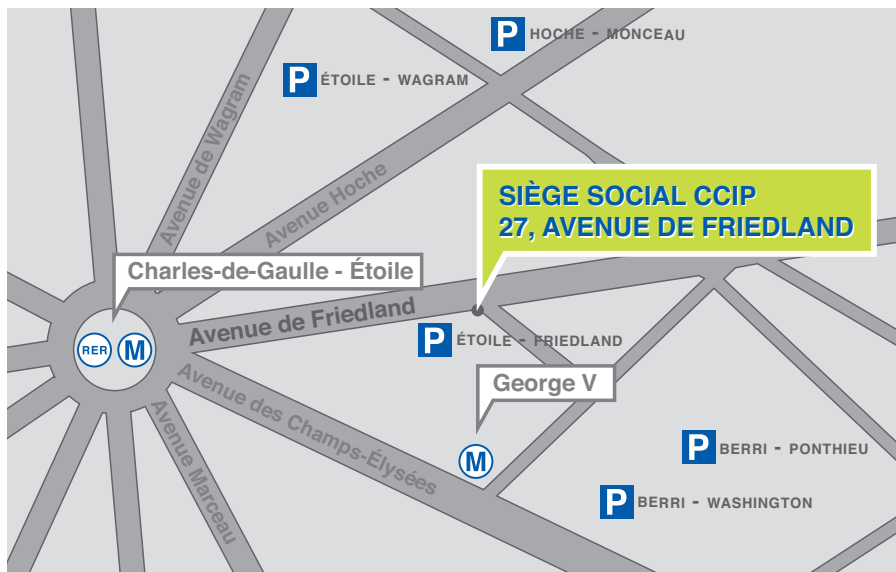 P HOCHE - MONCEAU
P ÉTOILE - WAGRAM
Avenue de Wagram
Avenue Hoche
SIÈGE SOCIAL CCIP
27, AVENUE DE FRIEDLAND
Charles-de-Gaulle - Étoile
RER M
Avenue de Friedland
P ÉTOILE - FRIEDLAND
George V
M
Avenue des Champs-Élysées
Avenue Marceau
P BERRI - PONTHIEU
P BERRI - WASHINGTON